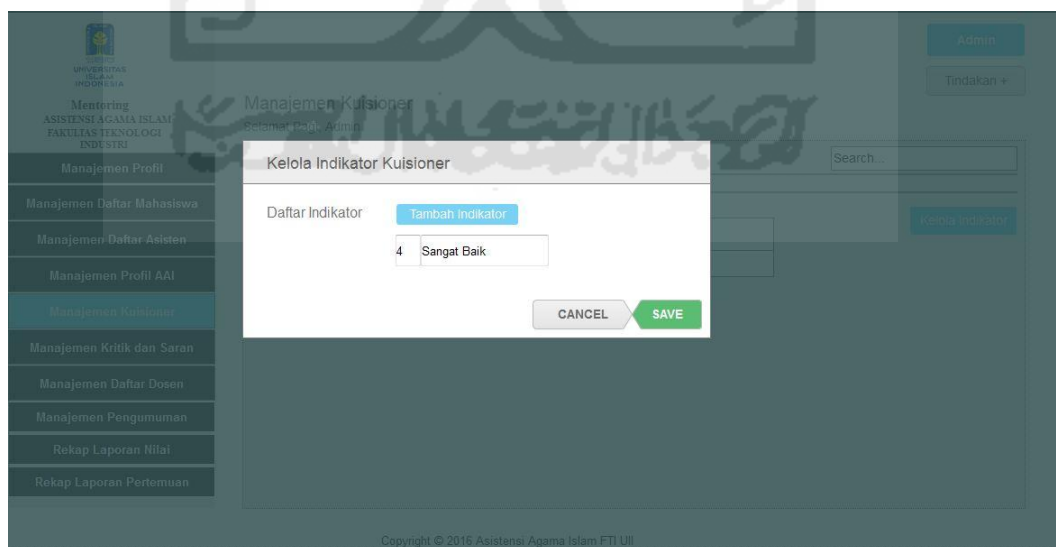 UNIVERSITAS
ISLAM
INDONESIA
Mentoring
ASISTENSI AGAMA ISLAM
FAKULTAS TEKNOLOGI
INDUSTRI
Manajemen Profil
Manajemen Daftar Mahasiswa
Manajemen Daftar Asisten
Manajemen Profil AAI
Manajemen Kuisioner
Manajemen Kritik dan Saran
Manajemen Daftar Dosen
Manajemen Pengumuman
Rekap Laporan Nilai
Rekap Laporan Pertemuan
Admin
Tindakan +
Manajemen Kuisioner
Selamat Pagi, Admin
Search...
Kelola Indikator
Kelola Indikator Kuisioner
Daftar Indikator
Tambah Indikator
4 Sangat Baik
CANCEL
SAVE
Copyright © 2016 Asistensi Agama Islam FTI UII